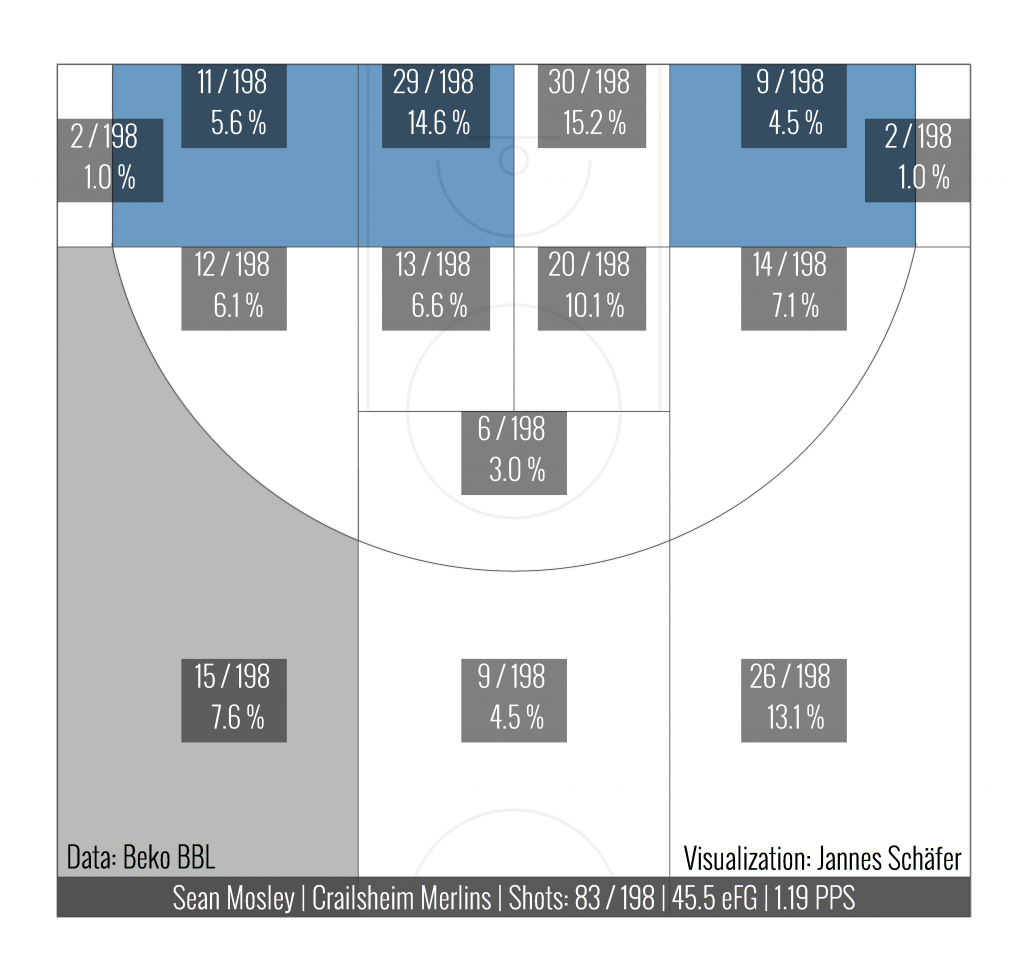 11 / 198
5.6 %
29 / 198
14.6 %
30 / 198
15.2 %
9 / 198
4.5 %
2 / 198
1.0 %
2 / 198
1.0 %
12 / 198
6.1 %
13 / 198
6.6 %
20 / 198
10.1 %
14 / 198
7.1 %
6 / 198
3.0 %
15 / 198
7.6 %
9 / 198
4.5 %
26 / 198
13.1 %
Data: Beko BBL
Visualization: Jannes Schäfer
Sean Mosley | Crailsheim Merlins | Shots: 83 / 198 | 45.5 eFG | 1.19 PPS